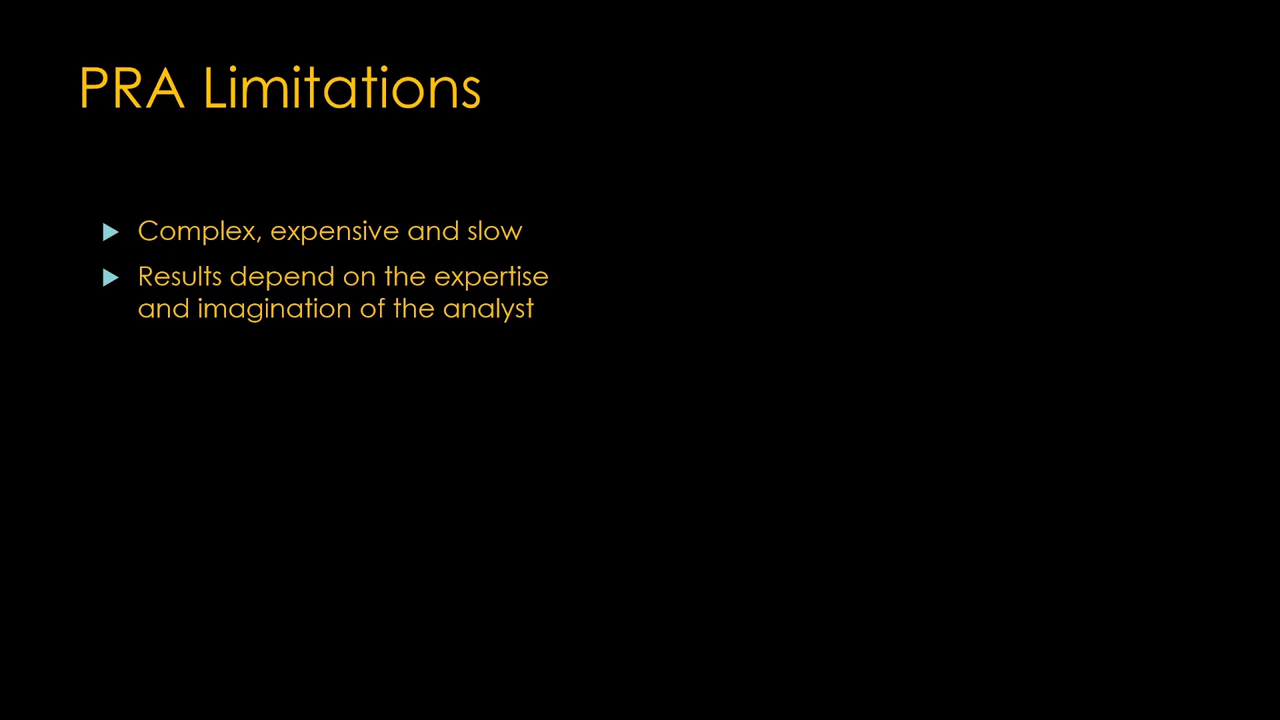 PRA Limitations
Complex, expensive and slow
Results depend on the expertise
and imagination of the analyst